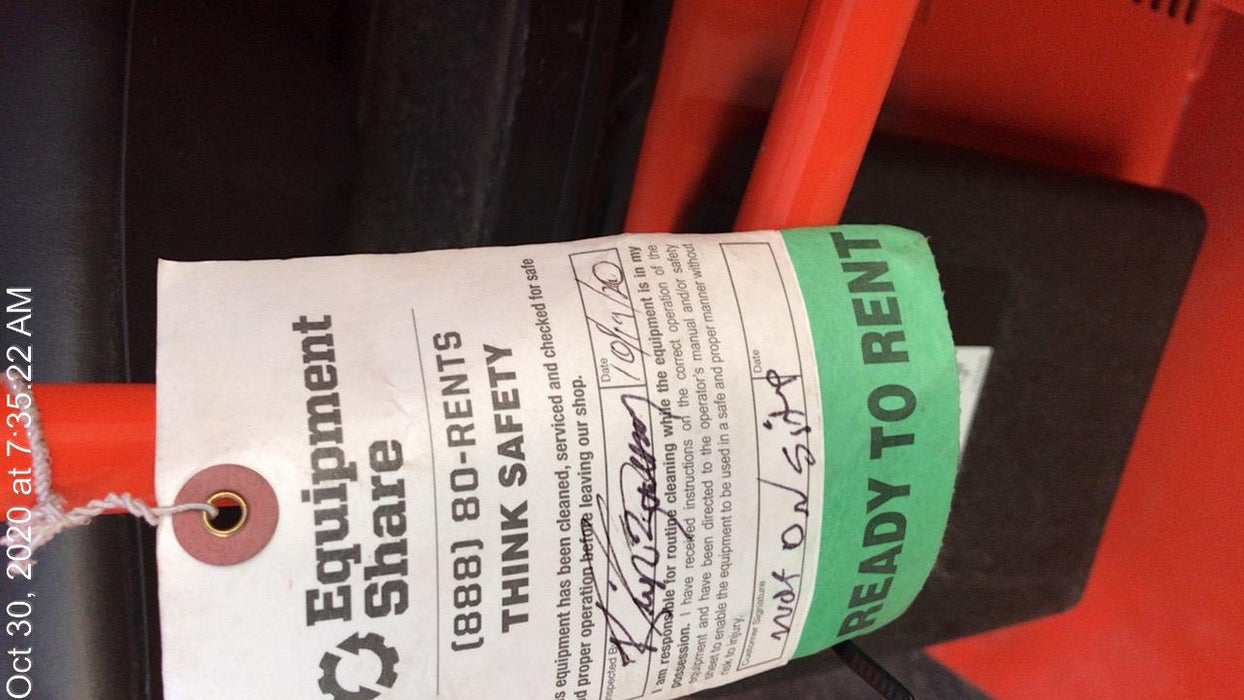 Oct 30, 2020 at 7:35:22 AM
Equipment
Share
(888) 80-RENTS
THINK SAFETY
equipment has been cleaned, serviced and checked for safe
proper operation before leaving our shop.
Inspected By
Date
I am responsible for routine cleaning while the equipment is in my
possession. I have received instructions on the correct operation of the
equipment and have been directed to the operator's manual and/or safety
sheet to enable the equipment to be used in a safe and proper manner without
risk to injury.
Customer Signature
Date
not on site
READY TO RENT